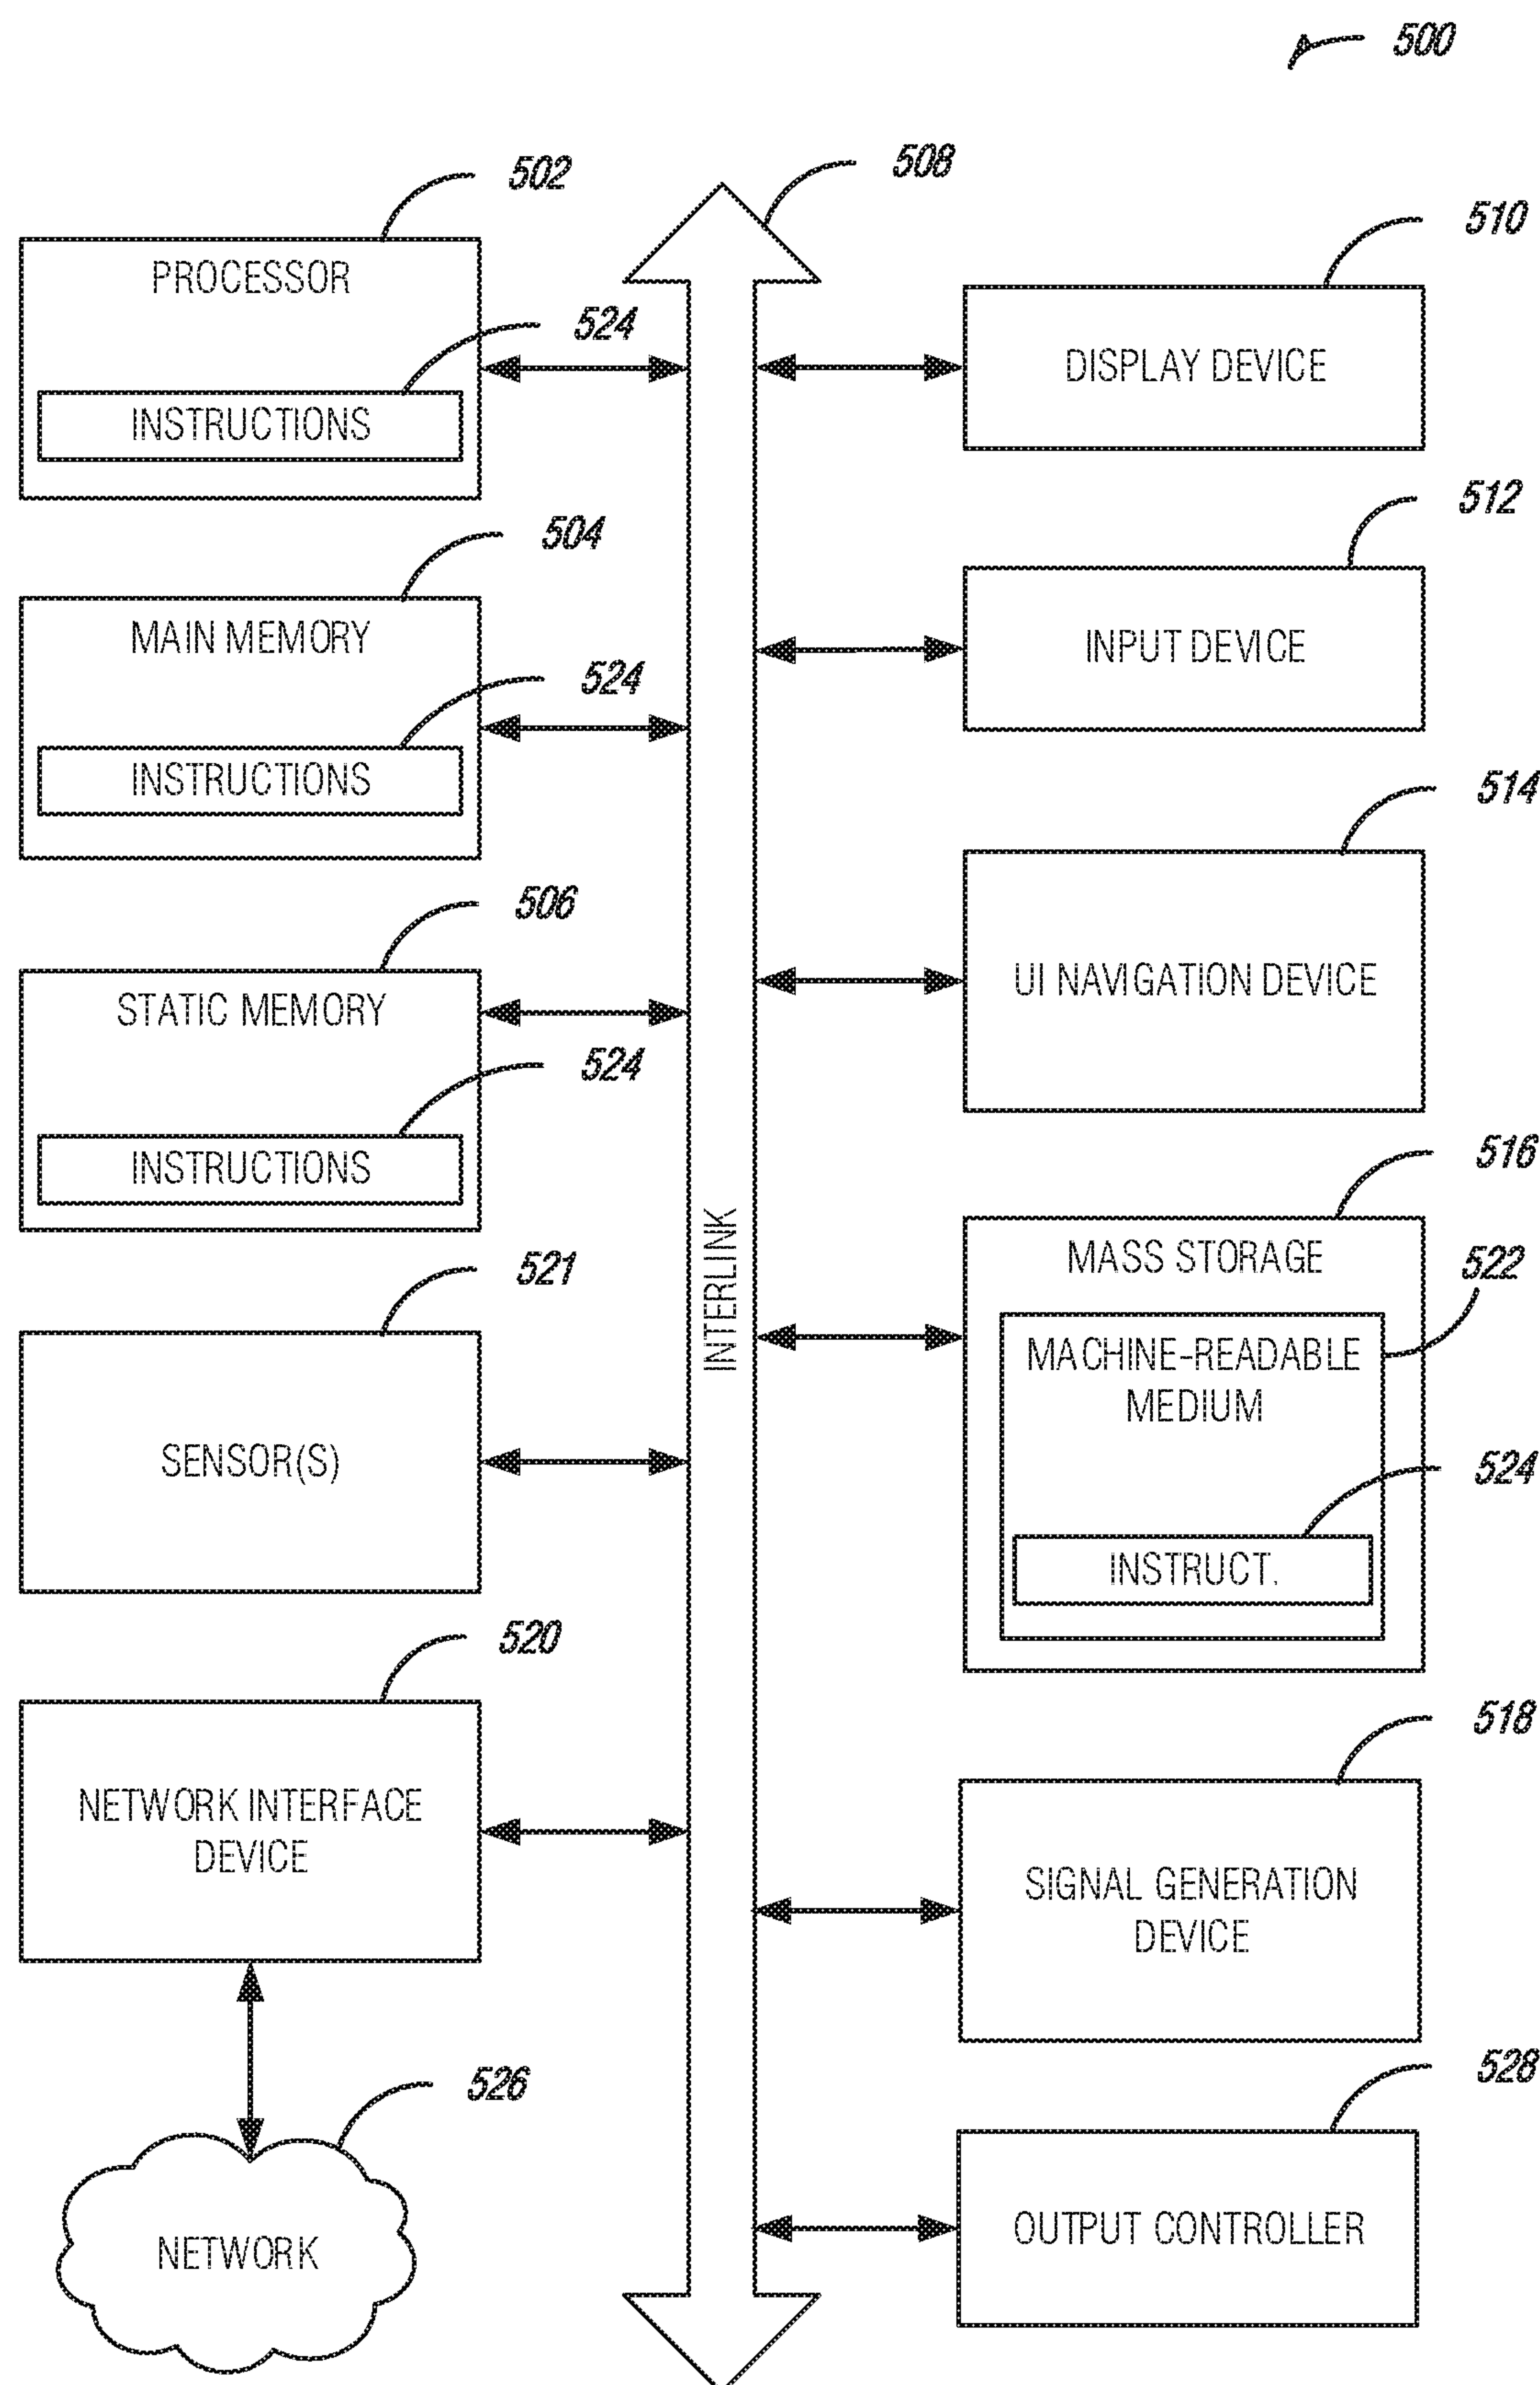 500
502
508
510
PROCESSOR
524
INSTRUCTIONS
DISPLAY DEVICE
504
512
MAIN MEMORY
524
INSTRUCTIONS
INPUT DEVICE
506
514
STATIC MEMORY
524
INSTRUCTIONS
UI NAVIGATION DEVICE
INTERLINK
521
SENSOR(S)
516
MASS STORAGE
522
MACHINE-READABLE
MEDIUM
524
INSTRUCT.
520
NETWORK INTERFACE
DEVICE
518
SIGNAL GENERATION
DEVICE
526
NETWORK
528
OUTPUT CONTROLLER